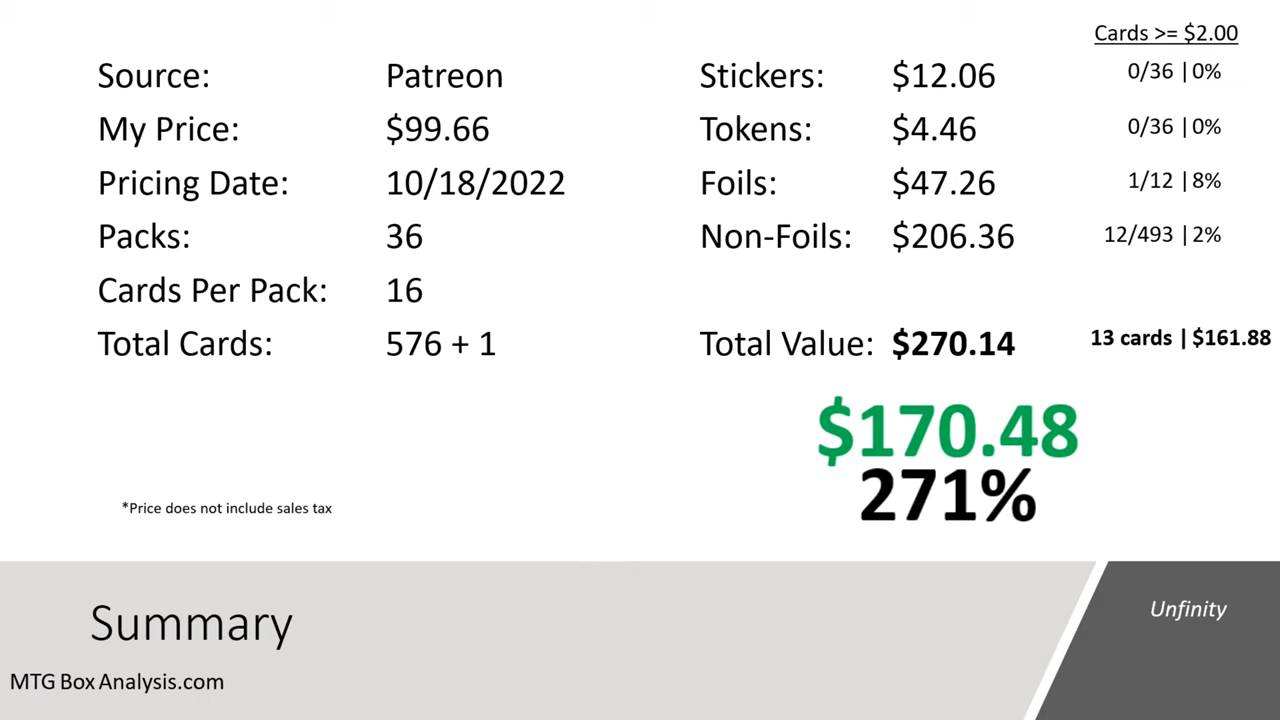 Cards >= $2.00
Source: Patreon Stickers: $12.06 0/36 | 0%
My Price: $99.66 Tokens: $4.46 0/36 | 0%
Pricing Date: 10/18/2022 Foils: $47.26 1/12 | 8%
Packs: 36 Non-Foils: $206.36 12/493 | 2%
Cards Per Pack: 16
Total Cards: 576 + 1 Total Value: $270.14 13 cards | $161.88
$170.48
271%
*Price does not include sales tax
Summary
Unfinity
MTG Box Analysis.com